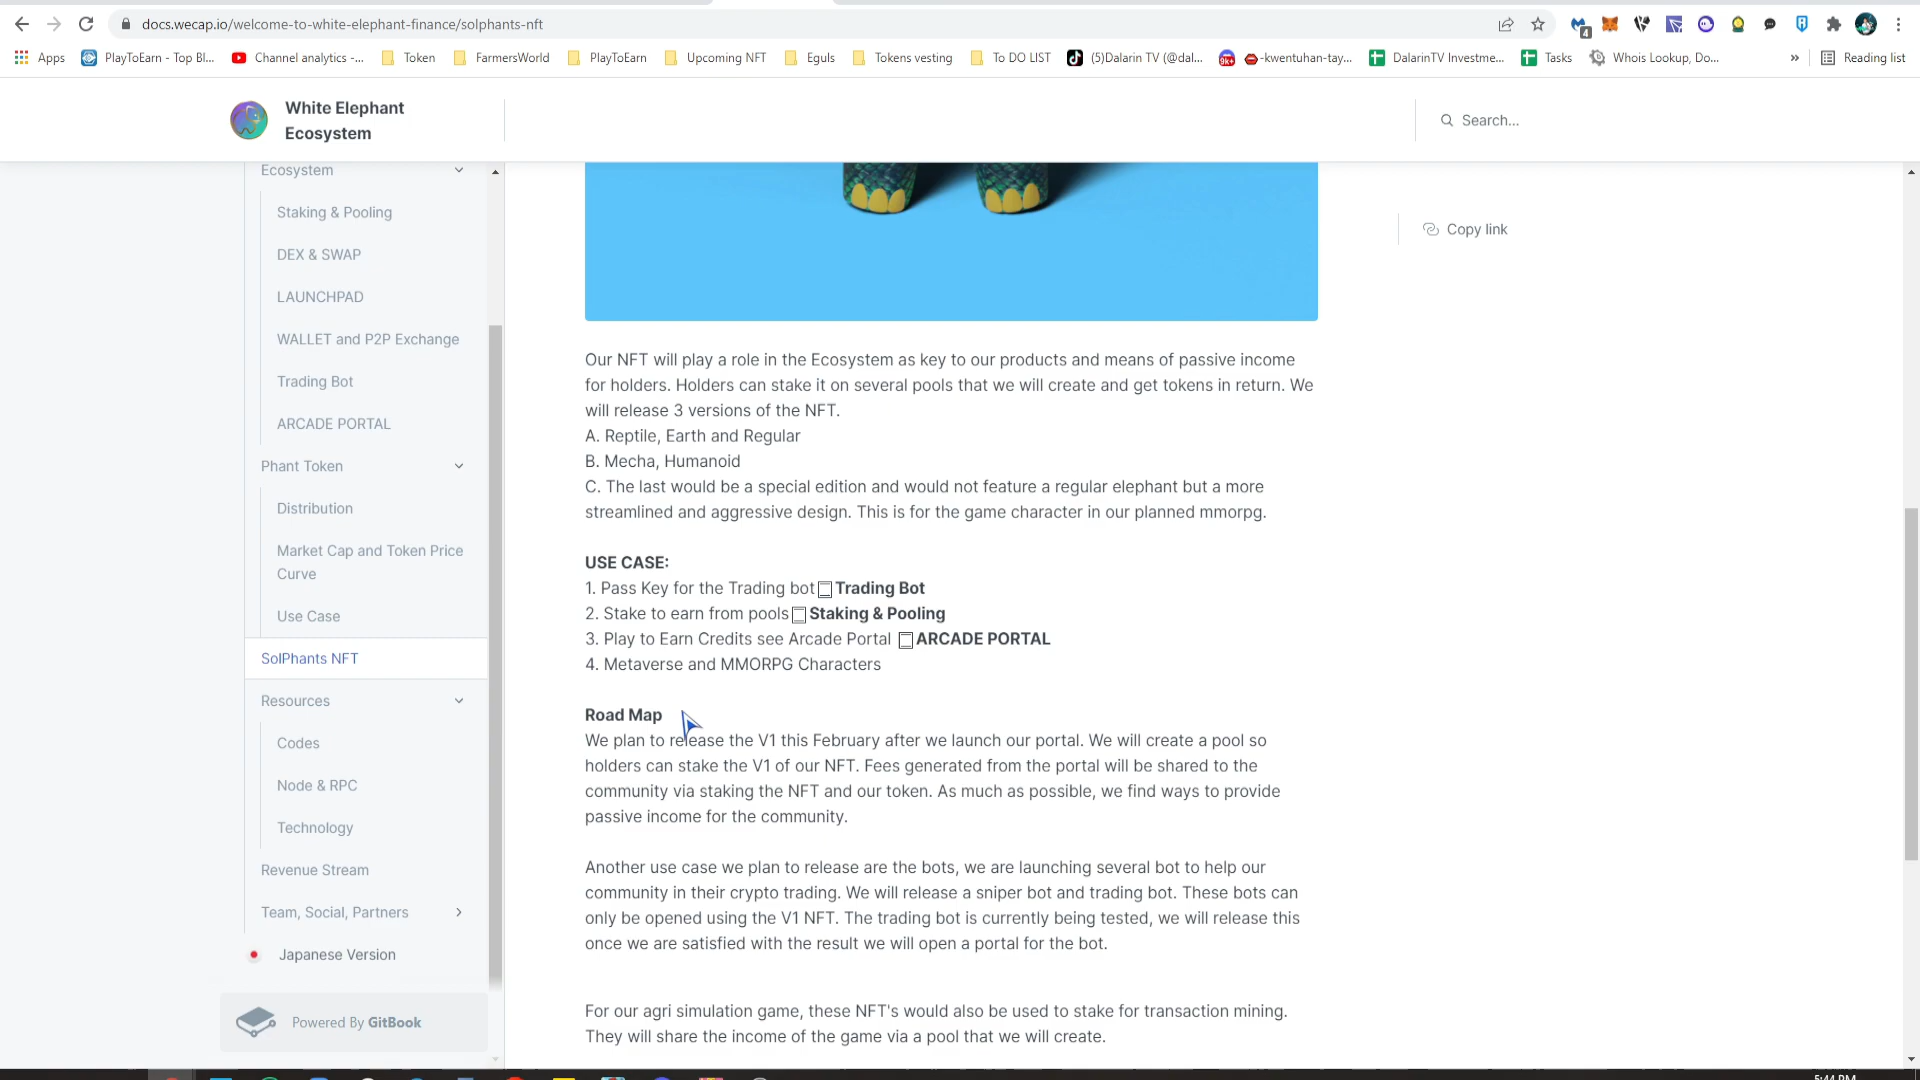 docs.wecap.io/welcome-to-white-elephant-finance/solphants-nft
4
Apps
PlayToEarn - Top Bl...
Channel analytics -...
Token
FarmersWorld
PlayToEarn
Upcoming NFT
Eguls
Tokens vesting
To DO LIST
(5)Dalarin TV (@dal...
9k+
-kwentuhan-tay...
DalarinTV Investme...
Tasks
Whois Lookup, Do...
»
Reading list
White Elephant
Ecosystem
Search...
Ecosystem
Staking & Pooling
DEX & SWAP
LAUNCHPAD
WALLET and P2P Exchange
Trading Bot
ARCADE PORTAL
Phant Token
Distribution
Market Cap and Token Price
Curve
Use Case
SolPhants NFT
Resources
Codes
Node & RPC
Technology
Revenue Stream
Team, Social, Partners
Japanese Version
Powered By GitBook
Copy link
Our NFT will play a role in the Ecosystem as key to our products and means of passive income
for holders. Holders can stake it on several pools that we will create and get tokens in return. We
will release 3 versions of the NFT.
A. Reptile, Earth and Regular
B. Mecha, Humanoid
C. The last would be a special edition and would not feature a regular elephant but a more
streamlined and aggressive design. This is for the game character in our planned mmorpg.
USE CASE:
1. Pass Key for the Trading bot Trading Bot
2. Stake to earn from pools Staking & Pooling
3. Play to Earn Credits see Arcade Portal ARCADE PORTAL
4. Metaverse and MMORPG Characters
Road Map
We plan to release the V1 this February after we launch our portal. We will create a pool so
holders can stake the V1 of our NFT. Fees generated from the portal will be shared to the
community via staking the NFT and our token. As much as possible, we find ways to provide
passive income for the community.
Another use case we plan to release are the bots, we are launching several bot to help our
community in their crypto trading. We will release a sniper bot and trading bot. These bots can
only be opened using the V1 NFT. The trading bot is currently being tested, we will release this
once we are satisfied with the result we will open a portal for the bot.
For our agri simulation game, these NFT's would also be used to stake for transaction mining.
They will share the income of the game via a pool that we will create.
5:44 PM